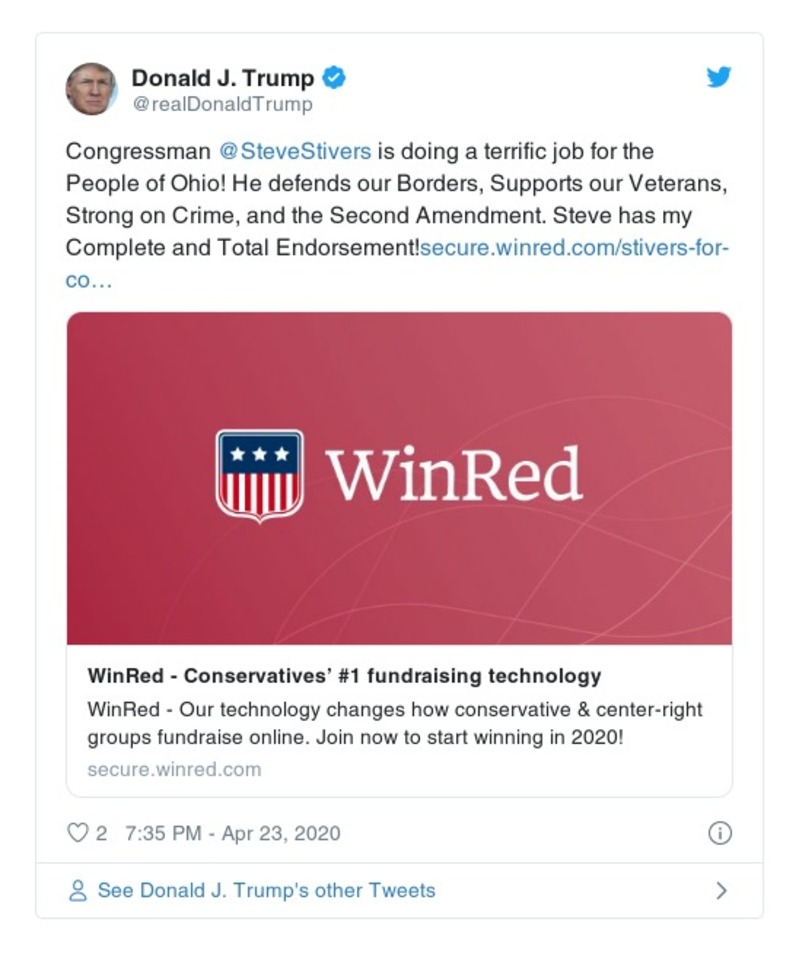 Donald J. Trump
@realDonaldTrump
Congressman @SteveStivers is doing a terrific job for the
People of Ohio! He defends our Borders, Supports our Veterans,
Strong on Crime, and the Second Amendment. Steve has my
Complete and Total Endorsement!secure.winred.com/stivers-for-
co…
WinRed
WinRed - Conservatives’ #1 fundraising technology
WinRed - Our technology changes how conservative & center-right
groups fundraise online. Join now to start winning in 2020!
secure.winred.com
2 7:35 PM - Apr 23, 2020
See Donald J. Trump's other Tweets